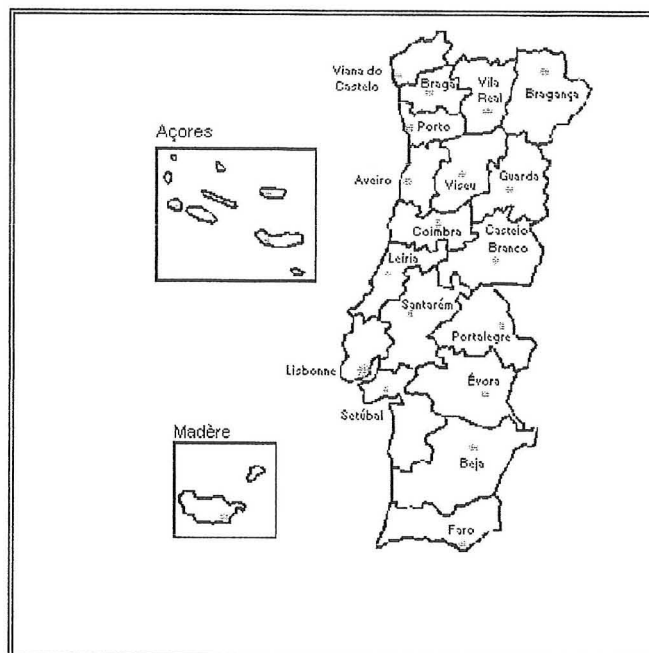 Viana do
Castelo
Braga
Vila
Real
Bragança
Porto
Açores
Aveiro
Viseu
Guarda
Coimbra
Castelo
Branco
Leiria
Santarém
Portalegre
Lisbonne
Évora
Setúbal
Madère
Beja
Faro